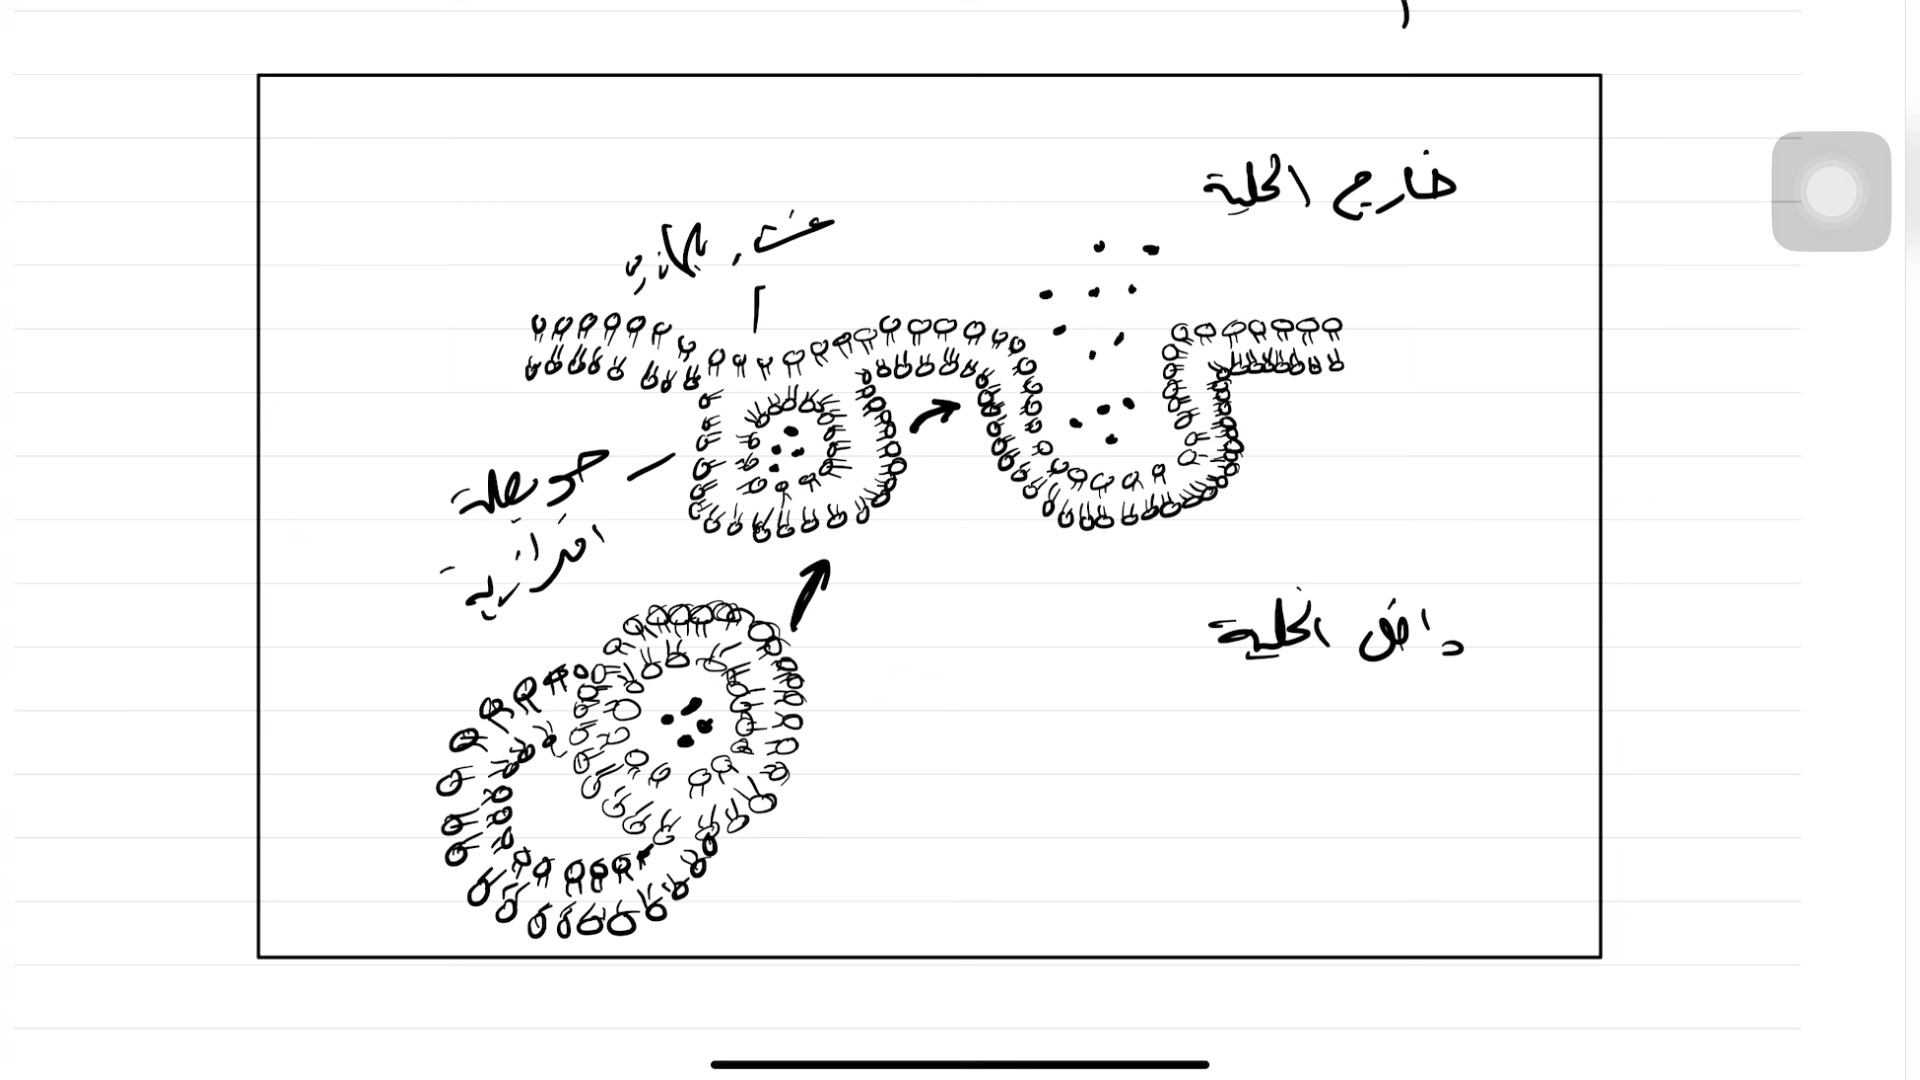 خارج الخلية
غشاء بلازمي
حويصلة
افرازية
داخل الخلية